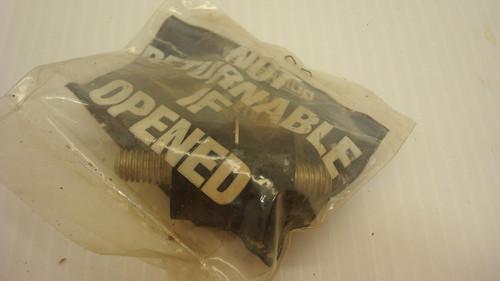 NOT
RETURNABLE
IF
OPENED